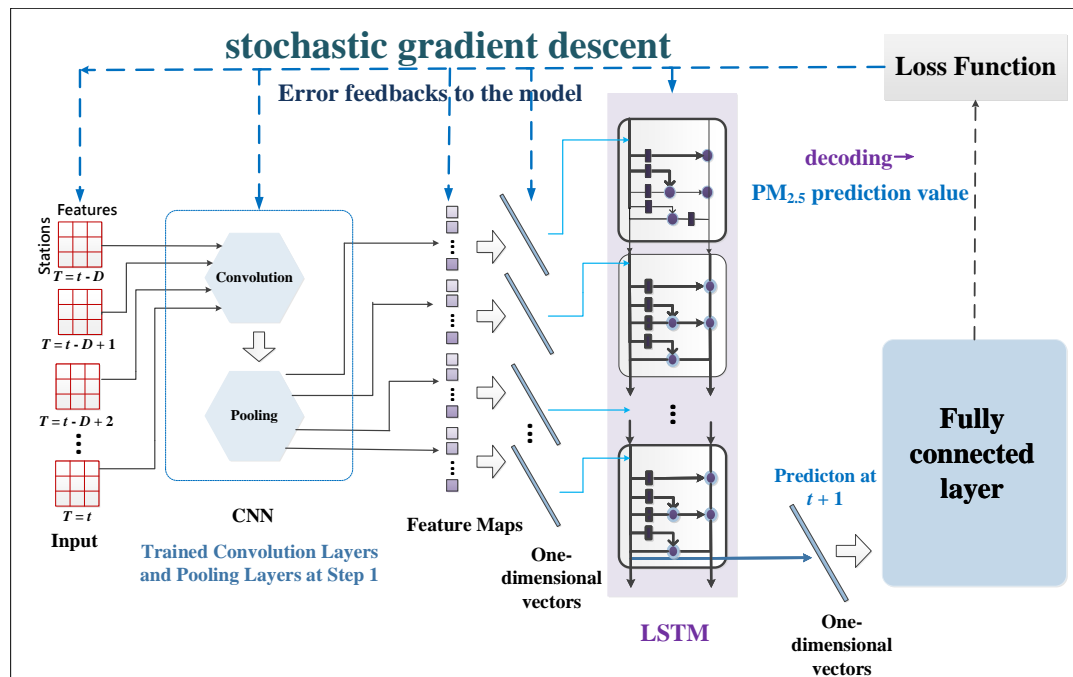 stochastic gradient descent
Loss Function
Error feedbacks to the model
decoding→
PM2.5 prediction value
Features
Stations
T = t - D
T = t - D + 1
T = t - D + 2
T = t
Input
Convolution
Pooling
CNN
Trained Convolution Layers
and Pooling Layers at Step 1
Feature Maps
One-
dimensional
vectors
LSTM
Predicton at
t + 1
One-
dimensional
vectors
Fully
connected
layer